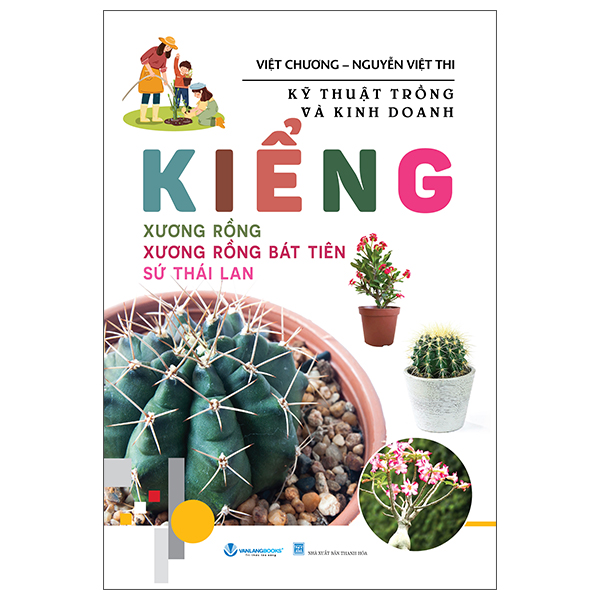 VIỆT CHƯƠNG – NGUYỄN VIỆT THI
KỸ THUẬT TRỒNG
VÀ KINH DOANH
KIỂNG
XƯƠNG RỒNG
XƯƠNG RỒNG BÁT TIÊN
SỨ THÁI LAN
VANLANGBOOKS
NHÀ XUẤT BẢN THANH HÓA